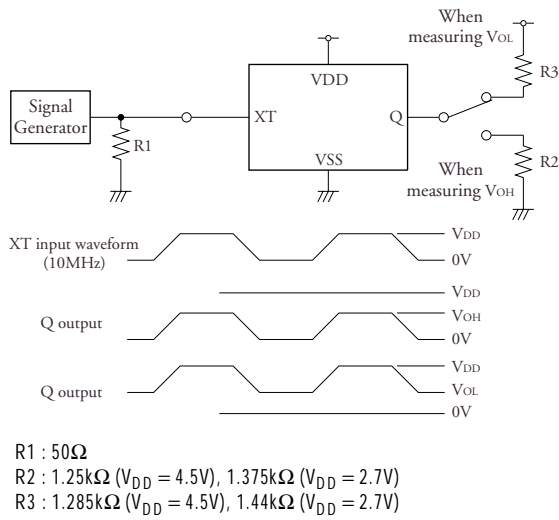 When
measuring VOL
R3
VDD
Signal
Generator
XT
Q
R1
VSS
R2
When
measuring VOH
XT input waveform
(10MHz)
VDD
0V
VDD
Q output
VOH
0V
VDD
Q output
VOL
0V
R1 : 50Ω
R2 : 1.25kΩ (VDD = 4.5V), 1.375kΩ (VDD = 2.7V)
R3 : 1.285kΩ (VDD = 4.5V), 1.44kΩ (VDD = 2.7V)